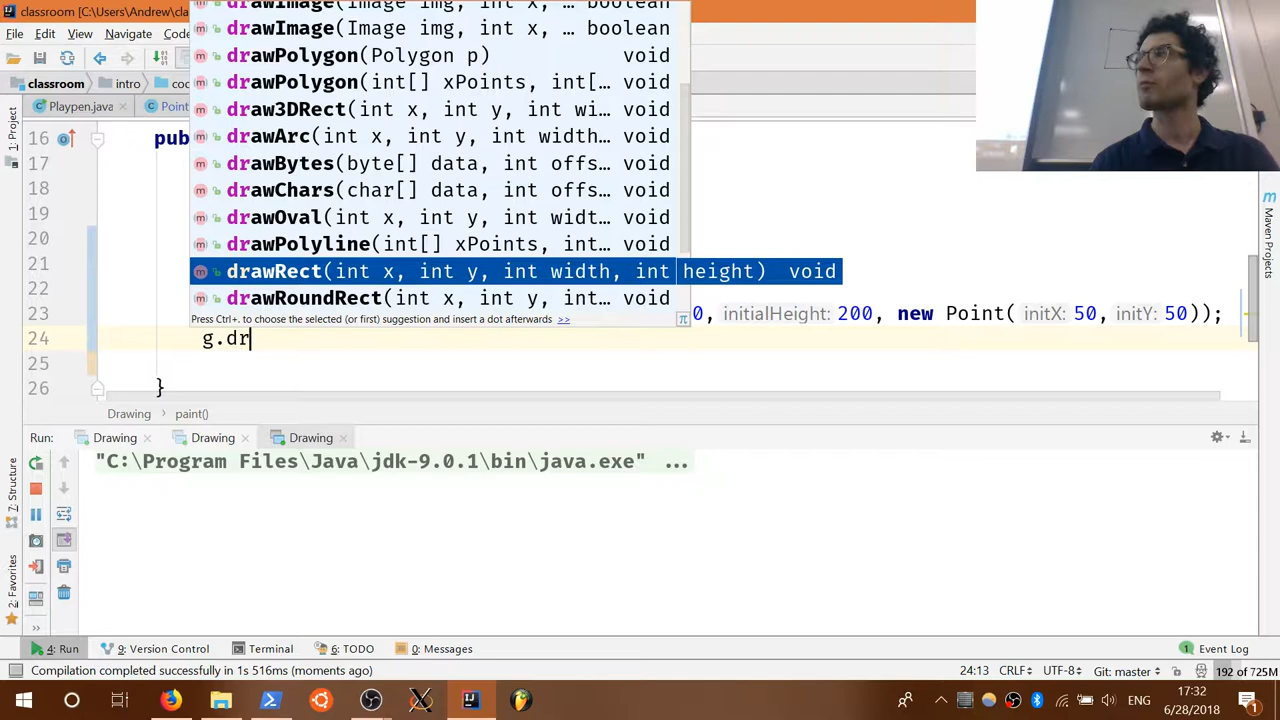 classroom [C:\Users\Andrew\cla
File Edit View Navigate Cod
classroom intro coc
Playpen.java Point
1: Project
7: Structure
2: Favorites
Maven Projects
drawImage(Image img, int x, … boolean
drawImage(Image img, int x, … boolean
drawPolygon(Polygon p) void
drawPolygon(int[] xPoints, int[… void
draw3DRect(int x, int y, int wi… void
drawArc(int x, int y, int width… void
drawBytes(byte[] data, int offs… void
drawChars(char[] data, int offs… void
drawOval(int x, int y, int widt… void
drawPolyline(int[] xPoints, int… void
drawRect(int x, int y, int width, int height) void
drawRoundRect(int x, int y, int… void
Press Ctrl+. to choose the selected (or first) suggestion and insert a dot afterwards >>
16 pub
17
18
19
20
21
22
23 0, initialHeight: 200, new Point( initX: 50, initY: 50));
24 g.dr
25
26 }
Drawing › paint()
Run: Drawing Drawing Drawing
"C:\Program Files\Java\jdk-9.0.1\bin\java.exe" ...
4: Run 9: Version Control Terminal 6: TODO 0: Messages 1 Event Log
Compilation completed successfully in 1s 516ms (moments ago) 24:13 CRLF UTF-8 Git: master 192 of 725M
ENG 17:32
6/28/2018